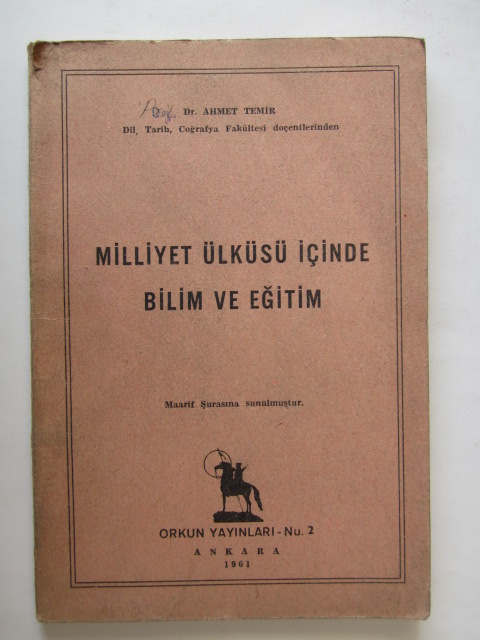 Prof. Dr. AHMET TEMİR
Dil, Tarih, Coğrafya Fakültesi doçentlerinden
MİLLİYET ÜLKÜSÜ İÇİNDE
BİLİM VE EĞİTİM
Maarif Şurasına sunulmuştur.
ORKUN YAYINLARI - Nu. 2
ANKARA
1961